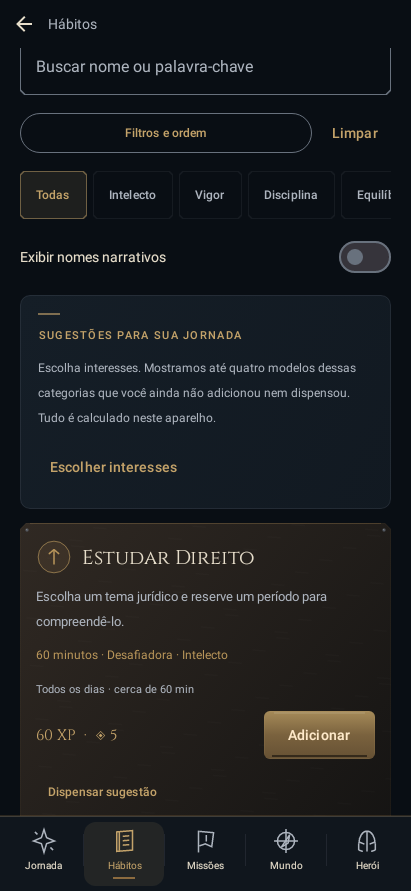 Hábitos
Buscar nome ou palavra-chave
Filtros e ordem
Limpar
Todas
Intelecto
Vigor
Disciplina
Equilíb
Exibir nomes narrativos
SUGESTÕES PARA SUA JORNADA
Escolha interesses. Mostramos até quatro modelos dessas
categorias que você ainda não adicionou nem dispensou.
Tudo é calculado neste aparelho.
Escolher interesses
Estudar Direito
Escolha um tema jurídico e reserve um período para
compreendê-lo.
60 minutos · Desafiadora · Intelecto
Todos os dias · cerca de 60 min
60 XP · ◈ 5
Adicionar
Dispensar sugestão
Jornada
Hábitos
Missões
Mundo
Herói